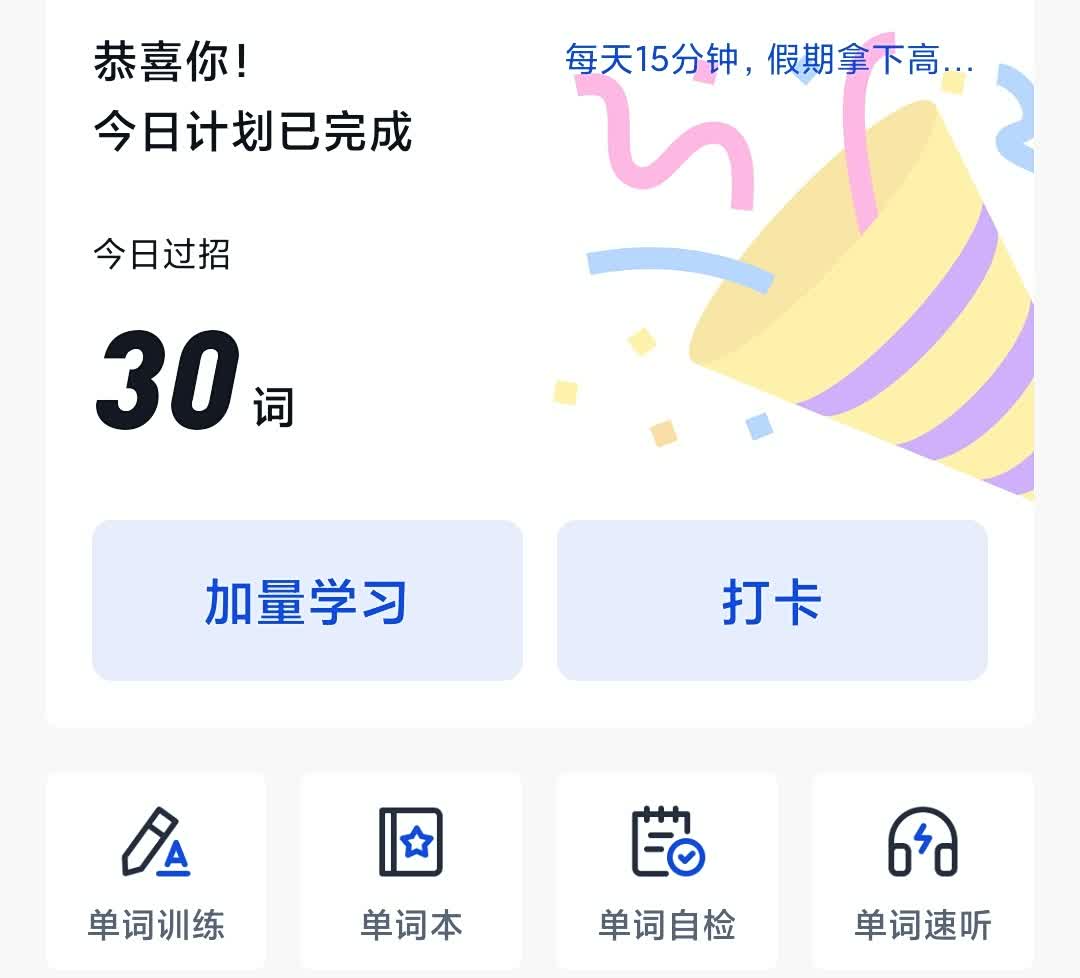 恭喜你！
每天15分钟，假期拿下高...
今日计划已完成
今日过招
30 词
加量学习
打卡
单词训练
单词本
单词自检
单词速听